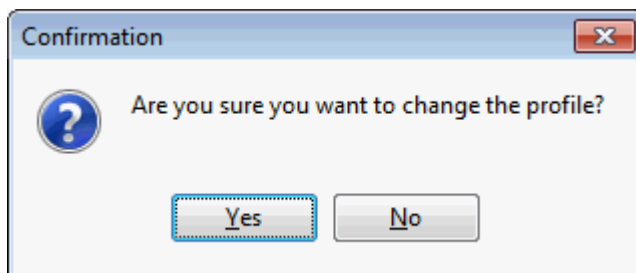 Confirmation
Are you sure you want to change the profile?
Yes No